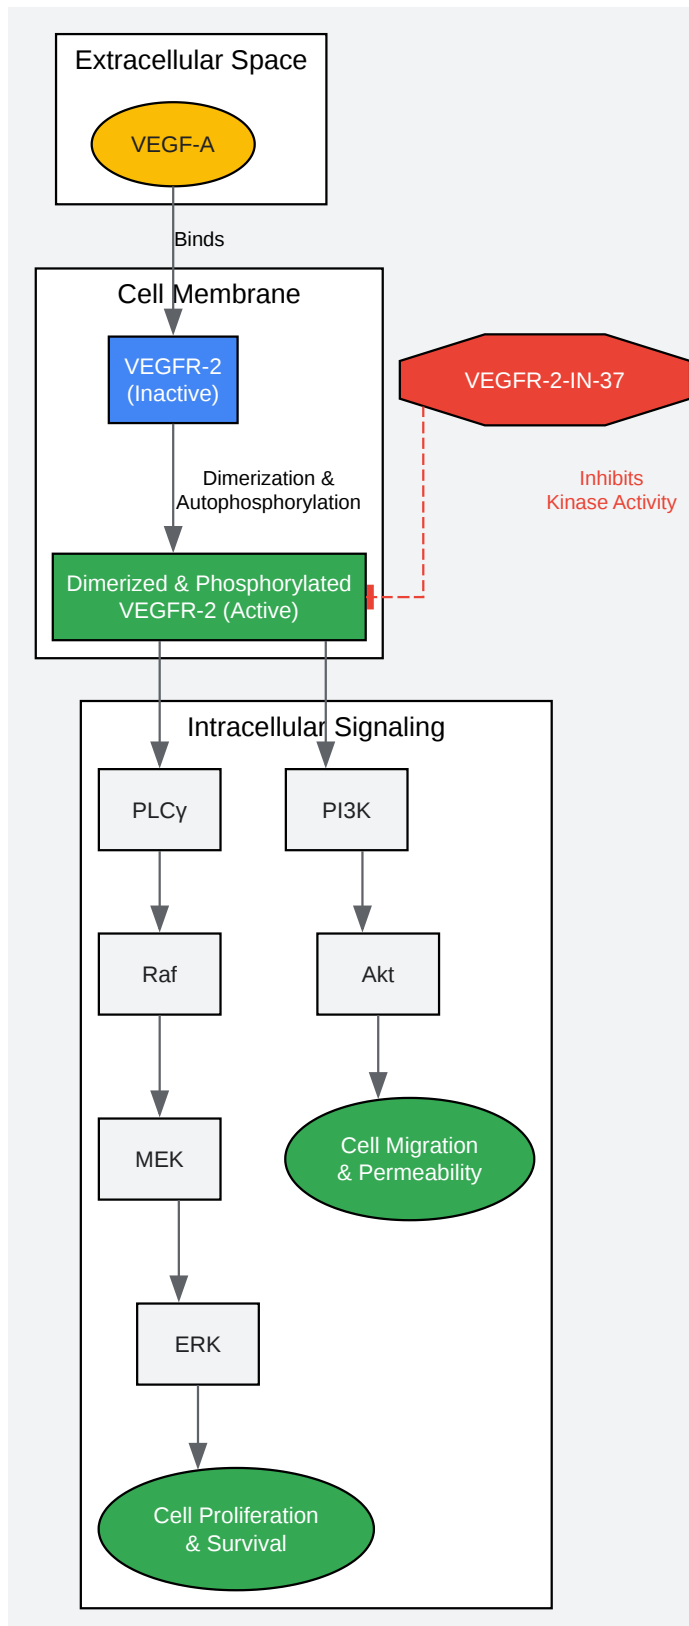 Extracellular Space
VEGF-A
Binds
Cell Membrane
VEGFR-2
(Inactive)
VEGFR-2-IN-37
Dimerization &
Autophosphorylation
Inhibits
Kinase Activity
Dimerized & Phosphorylated
VEGFR-2 (Active)
Intracellular Signaling
PLCγ
PI3K
Raf
Akt
MEK
Cell Migration
& Permeability
ERK
Cell Proliferation
& Survival